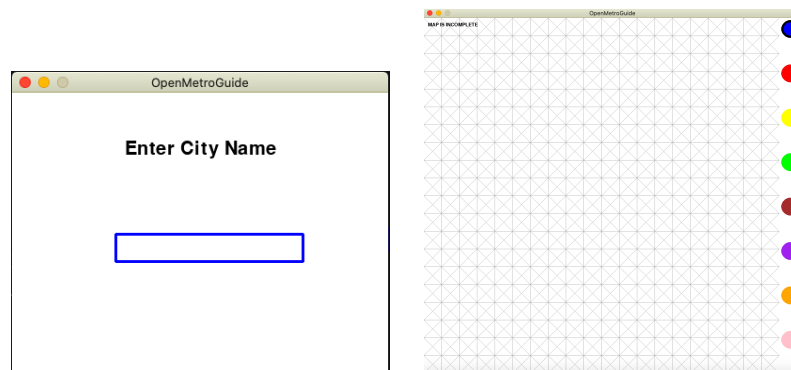 OpenMetroGuide
Enter City Name
OpenMetroGuide
MAP IS INCOMPLETE